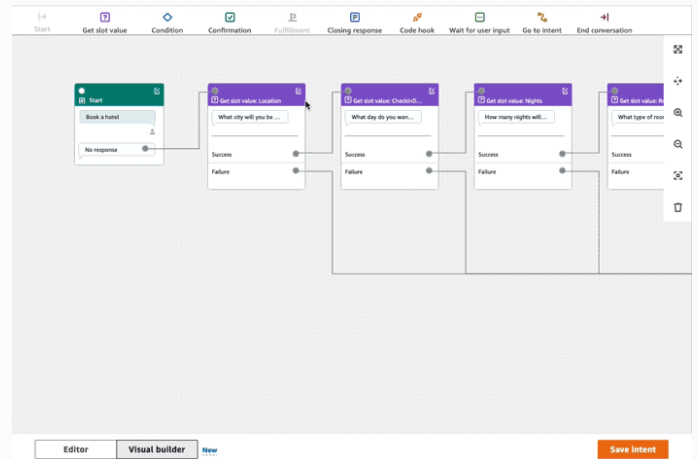 Start
Get slot value
Condition
Confirmation
Fulfillment
Closing response
Code hook
Wait for user input
Go to intent
End conversation
Start
Book a hotel
No response
Get slot value: Location
What city will you be ...
Success
Failure
Get slot value: CheckInD...
What day do you wan...
Success
Failure
Get slot value: Nights
How many nights will...
Success
Failure
Get slot value:
What type of roo
Success
Failure
Editor
Visual builder
New
Save intent